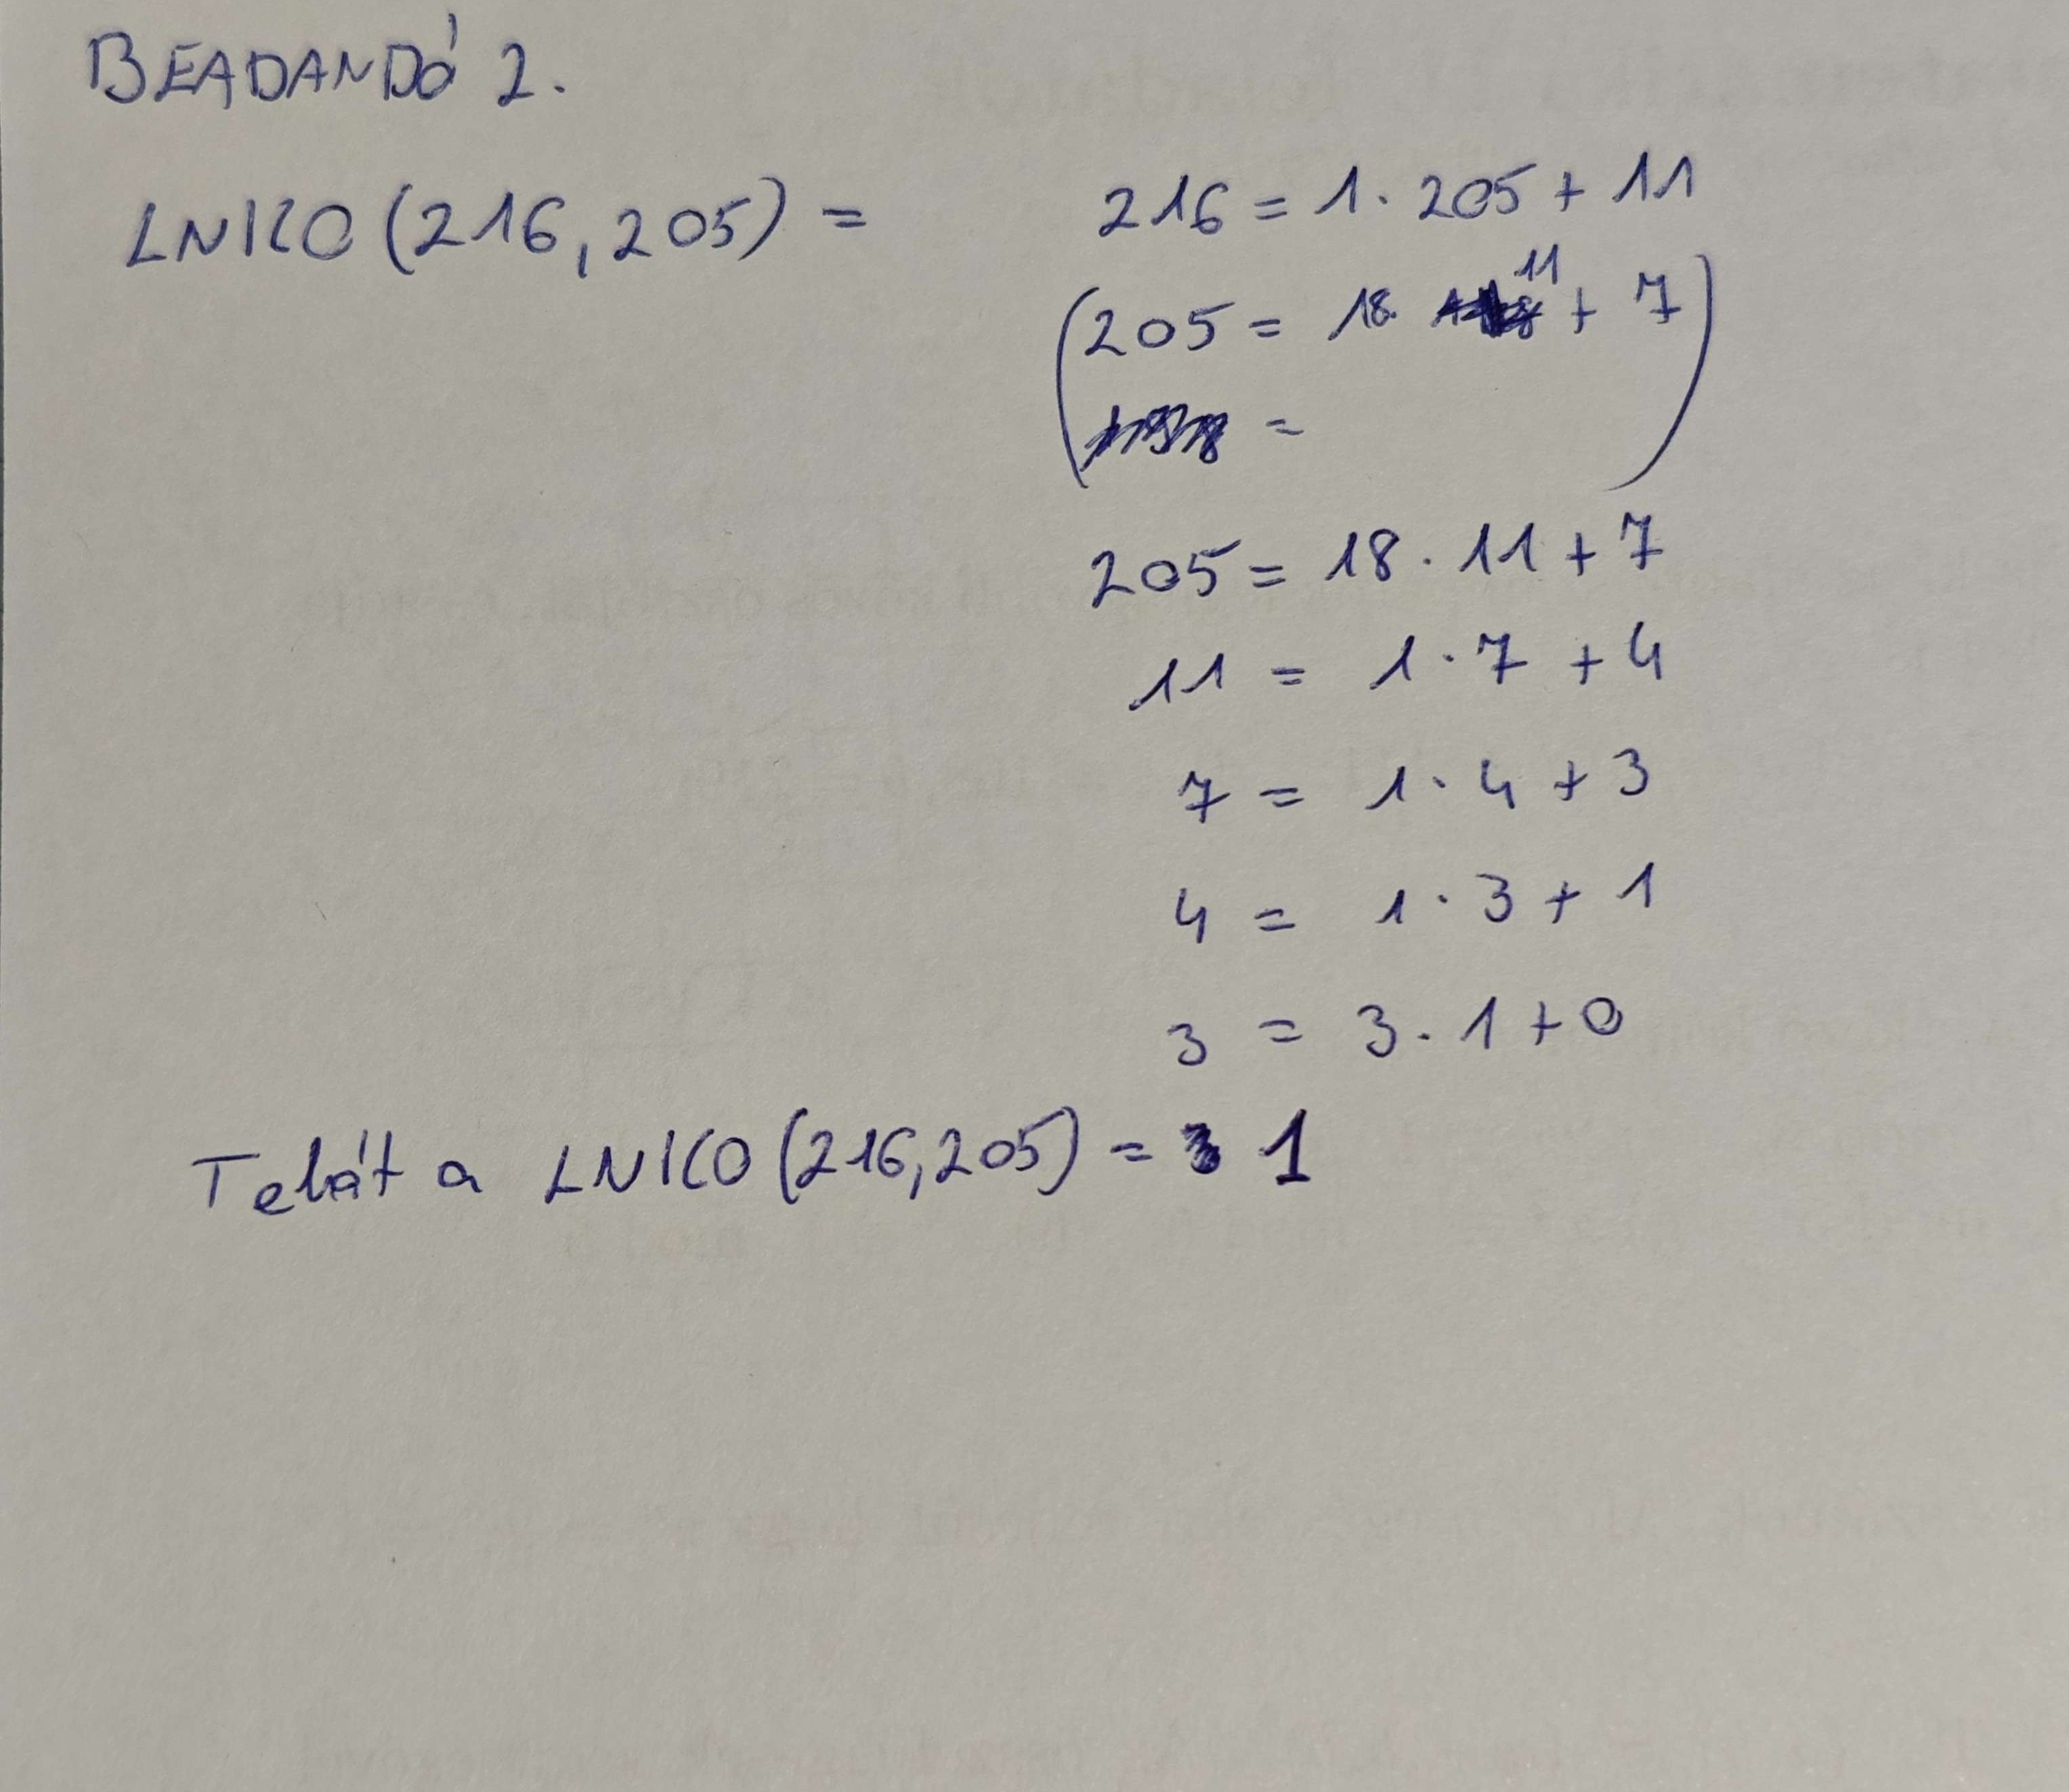 BEADANDÓ 2.
LNKO (216, 205) = 216 = 1 · 205 + 11
(205 = 18 · 11 + 7)
=
205 = 18 · 11 + 7
11 = 1 · 7 + 4
7 = 1 · 4 + 3
4 = 1 · 3 + 1
3 = 3 · 1 + 0
Tehát a LNKO (216, 205) = 1